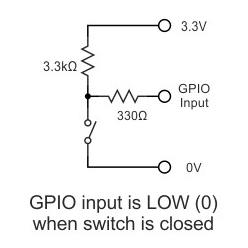 3.3V
3.3kΩ
GPIO
Input
330Ω
0V
GPIO input is LOW (0)
when switch is closed